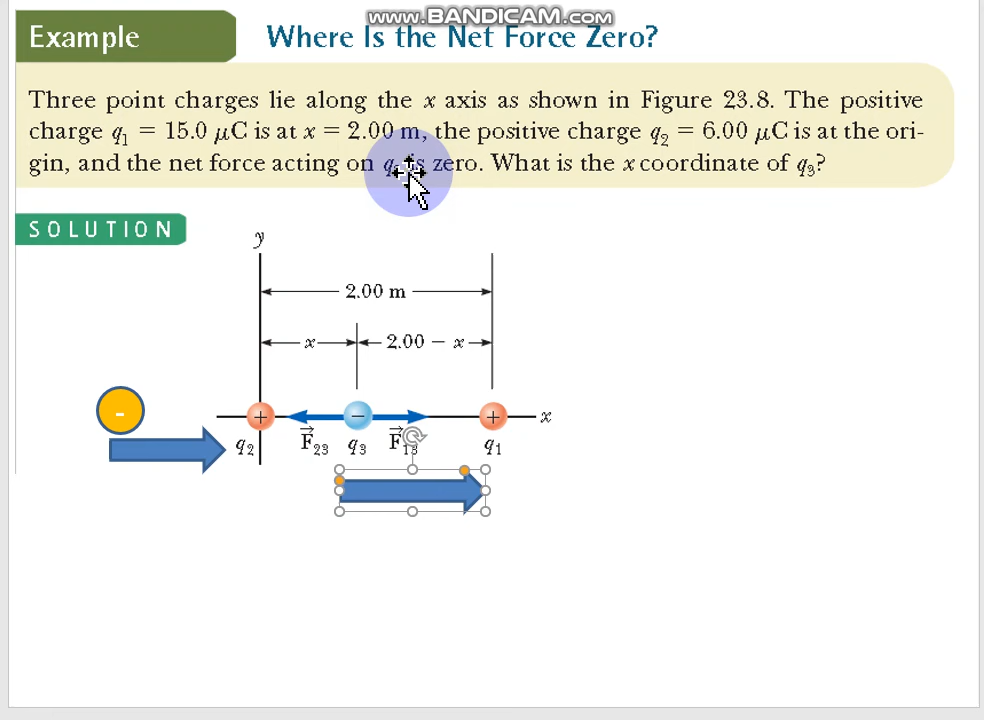 www.BANDICAM.com
Example
Where Is the Net Force Zero?
Three point charges lie along the x axis as shown in Figure 23.8. The positive
charge q₁ = 15.0 μC is at x = 2.00 m, the positive charge q₂ = 6.00 μC is at the ori-
gin, and the net force acting on is zero. What is the x coordinate of q₃?
SOLUTION
y
2.00 m
x 2.00 − x
- + − + x
q₂ F⃗₂₃ q₃ F⃗₁₃ q₁